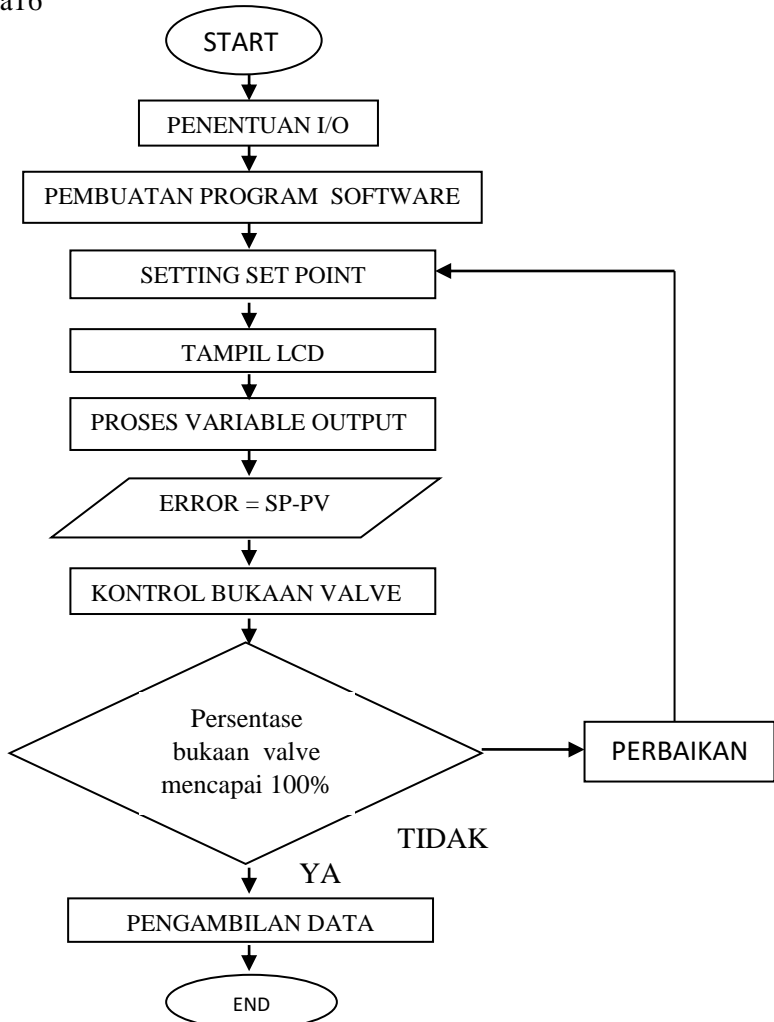 a16
START
PENENTUAN I/O
PEMBUATAN PROGRAM SOFTWARE
SETTING SET POINT
TAMPIL LCD
PROSES VARIABLE OUTPUT
ERROR = SP-PV
KONTROL BUKAAN VALVE
Persentase
bukaan valve
mencapai 100%
PERBAIKAN
TIDAK
YA
PENGAMBILAN DATA
END